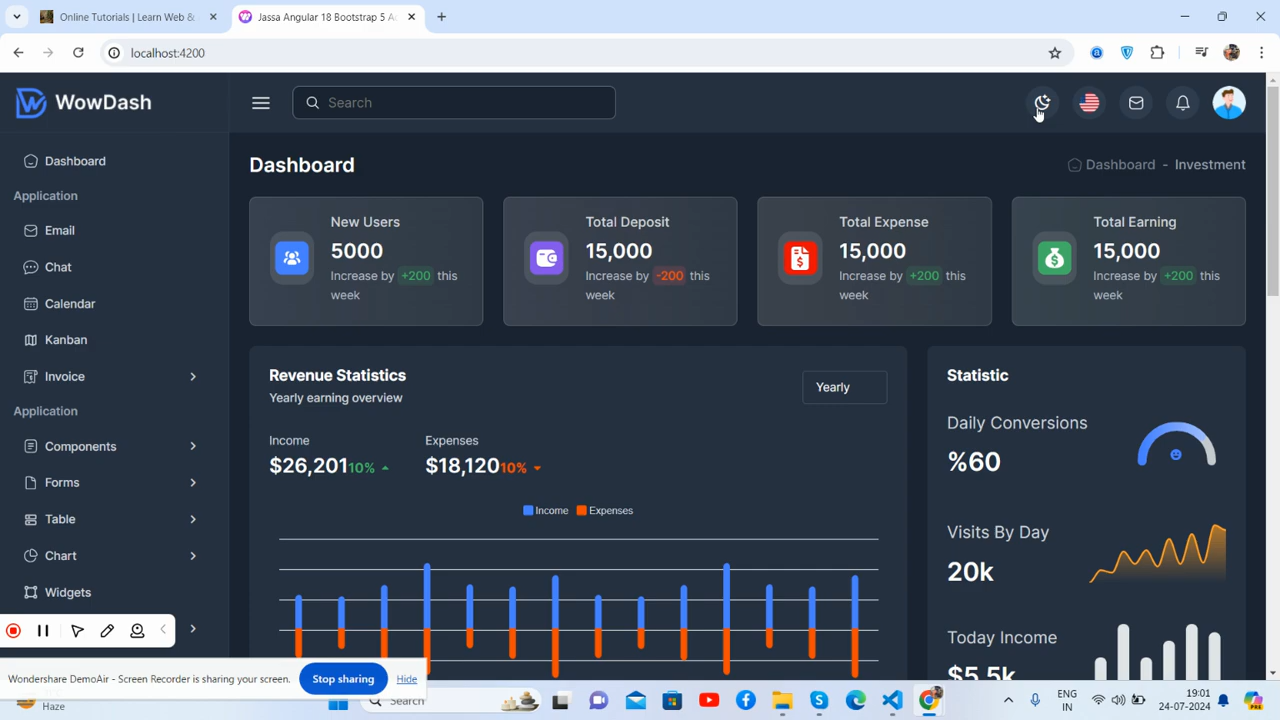 Online Tutorials | Learn Web &
Jassa Angular 18 Bootstrap 5 Ad
localhost:4200
WowDash
Search
Dashboard
Dashboard
Dashboard - Investment
Application
Email
Chat
Calendar
Kanban
Invoice
Application
Components
Forms
Table
Chart
Widgets
New Users
5000
Increase by +200 this
week
Total Deposit
15,000
Increase by -200 this
week
Total Expense
15,000
Increase by +200 this
week
Total Earning
15,000
Increase by +200 this
week
Revenue Statistics
Yearly earning overview
Yearly
Income
$26,201 10%
Expenses
$18,120 10%
Income Expenses
Statistic
Daily Conversions
%60
Visits By Day
20k
Today Income
$5.5k
Wondershare DemoAir - Screen Recorder is sharing your screen.
Stop sharing
Hide
Haze
Search
ENG
IN
19:01
24-07-2024